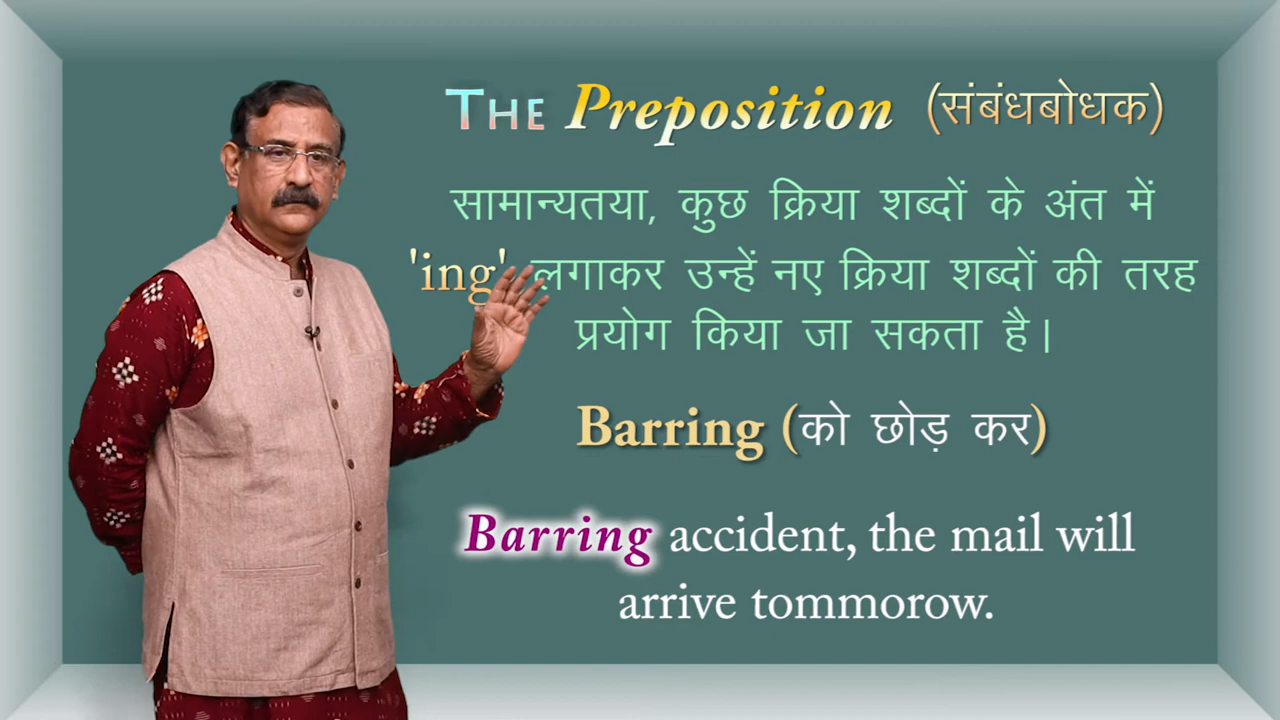 THE Preposition (संबंधबोधक)
सामान्यतया, कुछ क्रिया शब्दों के अंत में
'ing' लगाकर उन्हें नए क्रिया शब्दों की तरह
प्रयोग किया जा सकता है।
Barring (को छोड़ कर)
Barring accident, the mail will
arrive tommorow.